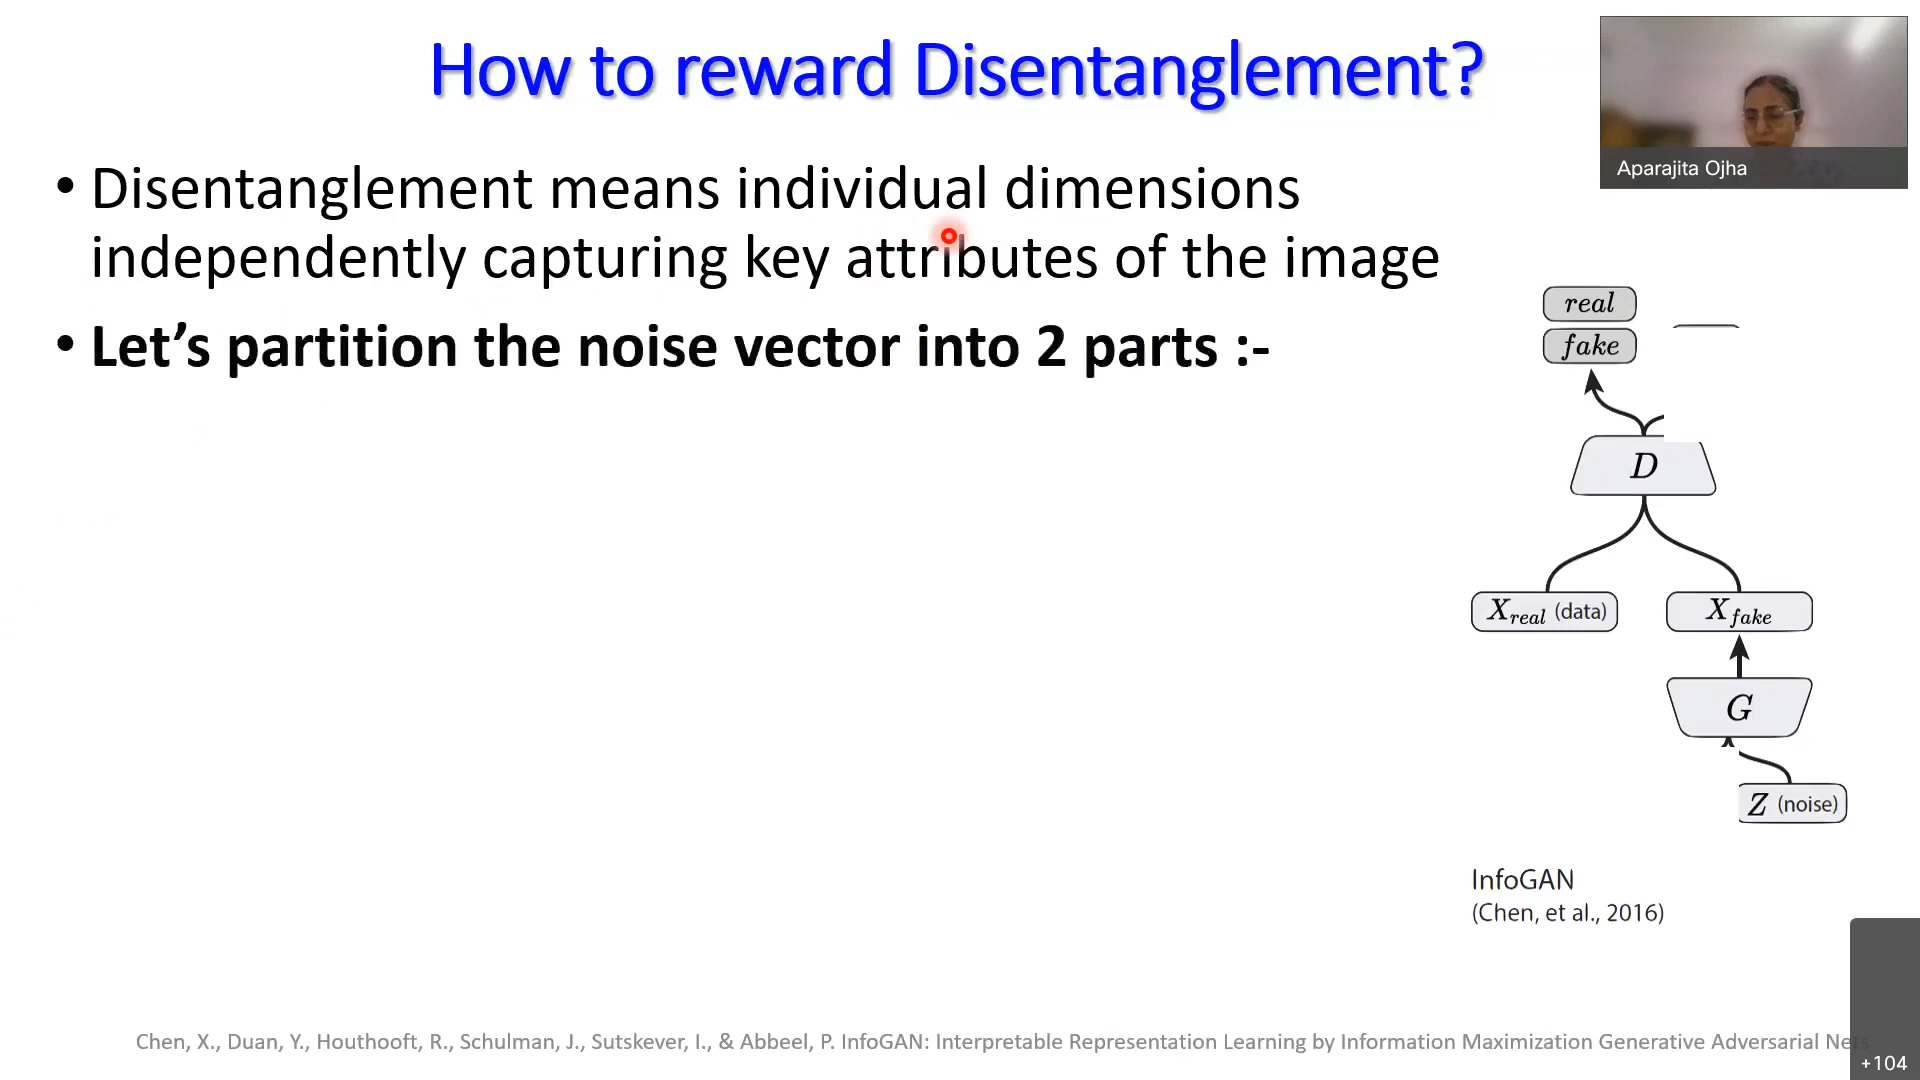 How to reward Disentanglement?
Aparajita Ojha
• Disentanglement means individual dimensions
independently capturing key attributes of the image
• Let’s partition the noise vector into 2 parts :-
real
fake
D
X_real (data)
X_fake
G
Z (noise)
InfoGAN
(Chen, et al., 2016)
Chen, X., Duan, Y., Houthooft, R., Schulman, J., Sutskever, I., & Abbeel, P. InfoGAN: Interpretable Representation Learning by Information Maximization Generative Adversarial Nets
+104